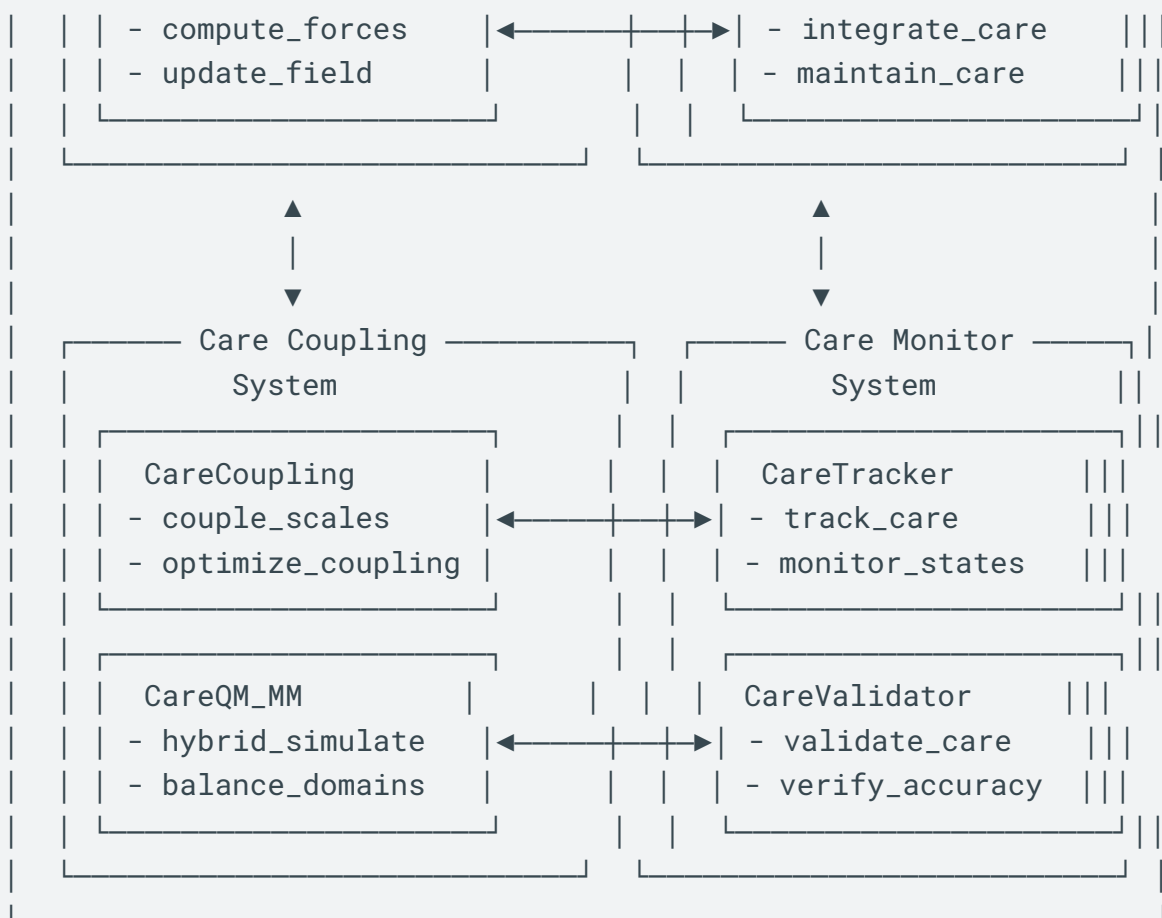 - compute_forces - integrate_care
- update_field - maintain_care
Care Coupling Care Monitor
System System
CareCoupling CareTracker
- couple_scales - track_care
- optimize_coupling - monitor_states
CareQM_MM CareValidator
- hybrid_simulate - validate_care
- balance_domains - verify_accuracy